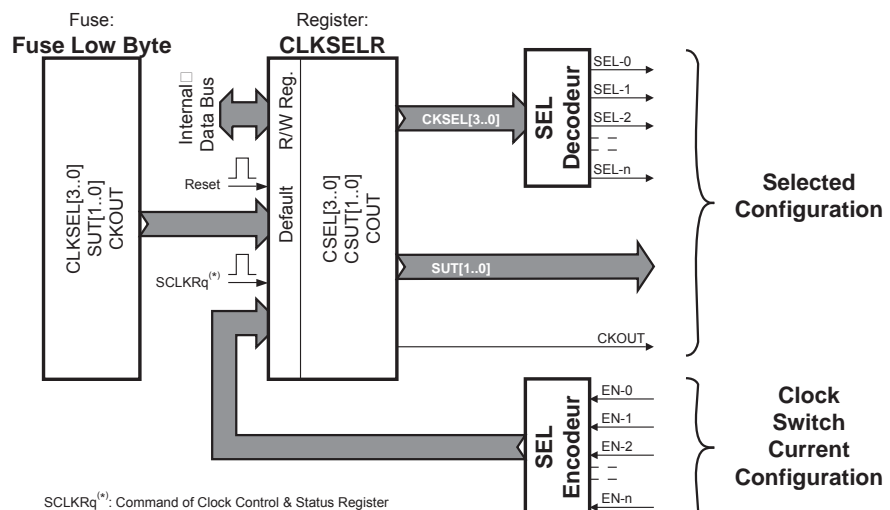 Fuse:
Fuse Low Byte
Register:
CLKSELR
CLKSEL[3..0]
SUT[1..0]
CKOUT
Internal□
Data Bus
Reset
SCLKRq(*)
R/W Reg.
Default
CSEL[3..0]
CSUT[1..0]
COUT
CKSEL[3..0]
SUT[1..0]
CKOUT
SEL
Decodeur
SEL-0
SEL-1
SEL-2
SEL-n
Selected
Configuration
SEL
Encodeur
EN-0
EN-1
EN-2
EN-n
Clock
Switch
Current
Configuration
SCLKRq(*): Command of Clock Control & Status Register